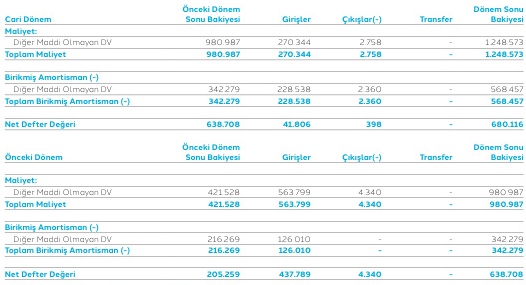 Cari Dönem Önceki Dönem Sonu Bakiyesi Girişler Çıkışlar(-) Transfer Dönem Sonu Bakiyesi
Maliyet:
Diğer Maddi Olmayan DV 980.987 270.344 2.758 - 1.248.573
Toplam Maliyet 980.987 270.344 2.758 - 1.248.573
Birikmiş Amortisman (-)
Diğer Maddi Olmayan DV 342.279 228.538 2.360 - 568.457
Toplam Birikmiş Amortisman (-) 342.279 228.538 2.360 - 568.457
Net Defter Değeri 638.708 41.806 398 - 680.116
Önceki Dönem Önceki Dönem Sonu Bakiyesi Girişler Çıkışlar(-) Transfer Dönem Sonu Bakiyesi
Maliyet:
Diğer Maddi Olmayan DV 421.528 563.799 4.340 - 980.987
Toplam Maliyet 421.528 563.799 4.340 - 980.987
Birikmiş Amortisman (-)
Diğer Maddi Olmayan DV 216.269 126.010 - - 342.279
Toplam Birikmiş Amortisman (-) 216.269 126.010 - - 342.279
Net Defter Değeri 205.259 437.789 4.340 - 638.708